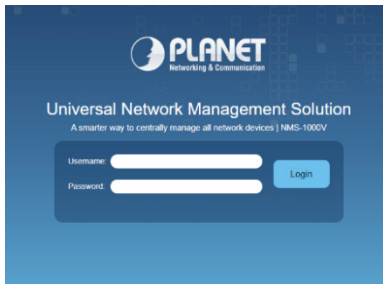 PLANET
Networking & Communication
Universal Network Management Solution
A smarter way to centrally manage all network devices | NMS-1000V
Username:
Login
Password: